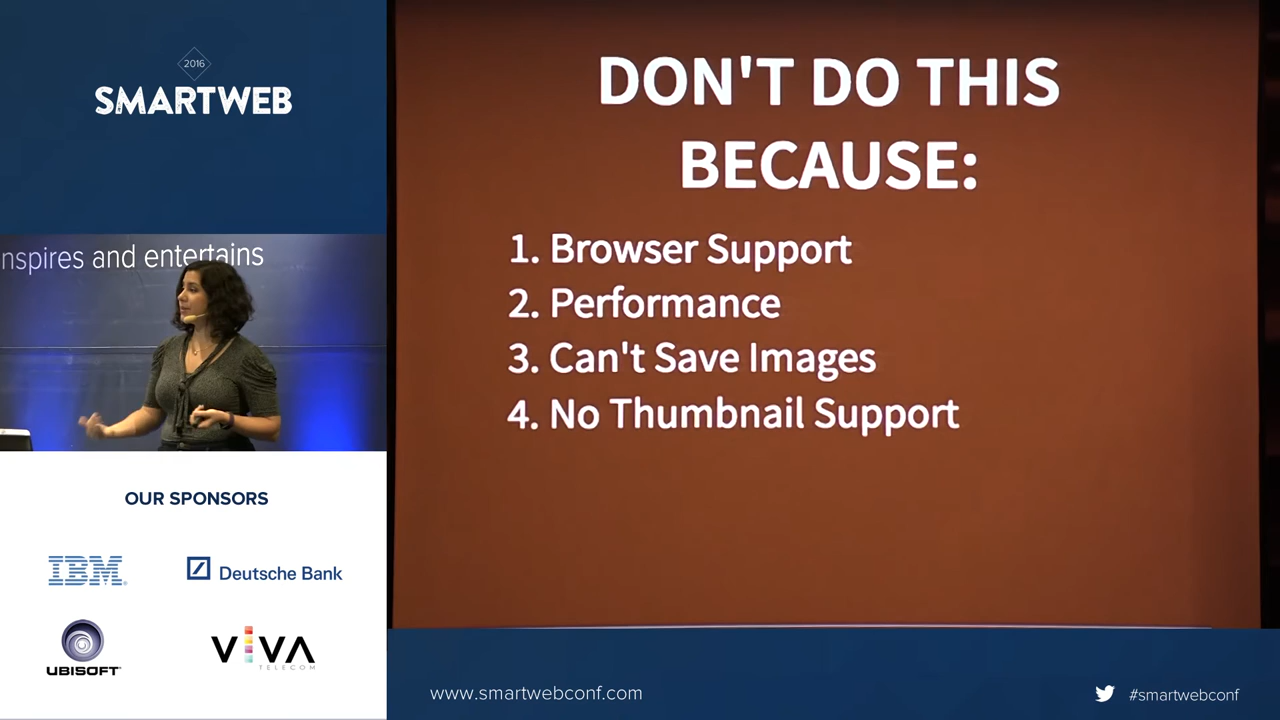 2016
SMARTWEB
nspires and entertains
OUR SPONSORS
IBM
Deutsche Bank
UBISOFT
VIVA
TELECOM
DON'T DO THIS
BECAUSE:
1. Browser Support
2. Performance
3. Can't Save Images
4. No Thumbnail Support
www.smartwebconf.com
#smartwebconf